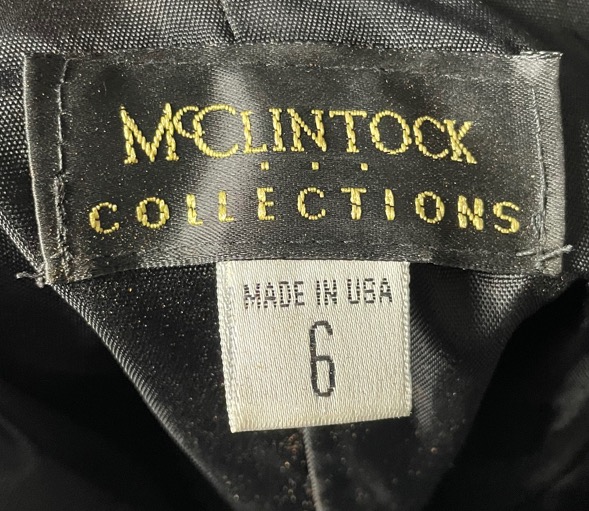 McCLINTOCK
...
COLLECTIONS
MADE IN USA
6